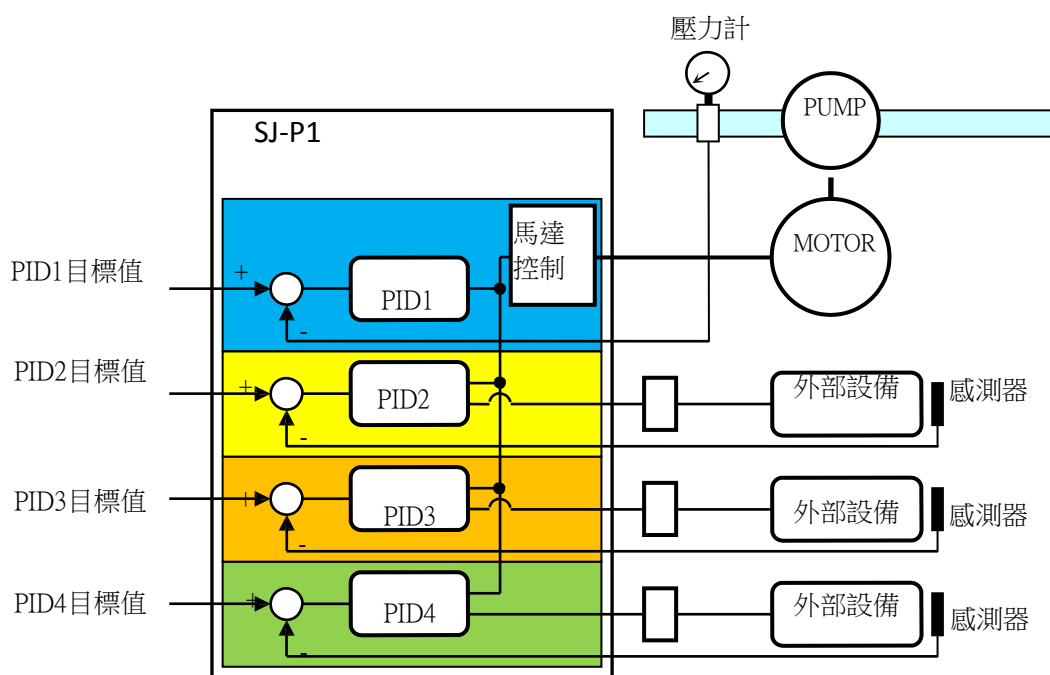 壓力計
PUMP
SJ-P1
馬達
控制
MOTOR
PID1目標值
+
PID1
-
PID2目標值
+
PID2
外部設備
感測器
-
PID3目標值
+
PID3
外部設備
感測器
-
PID4目標值
+
PID4
外部設備
感測器
-